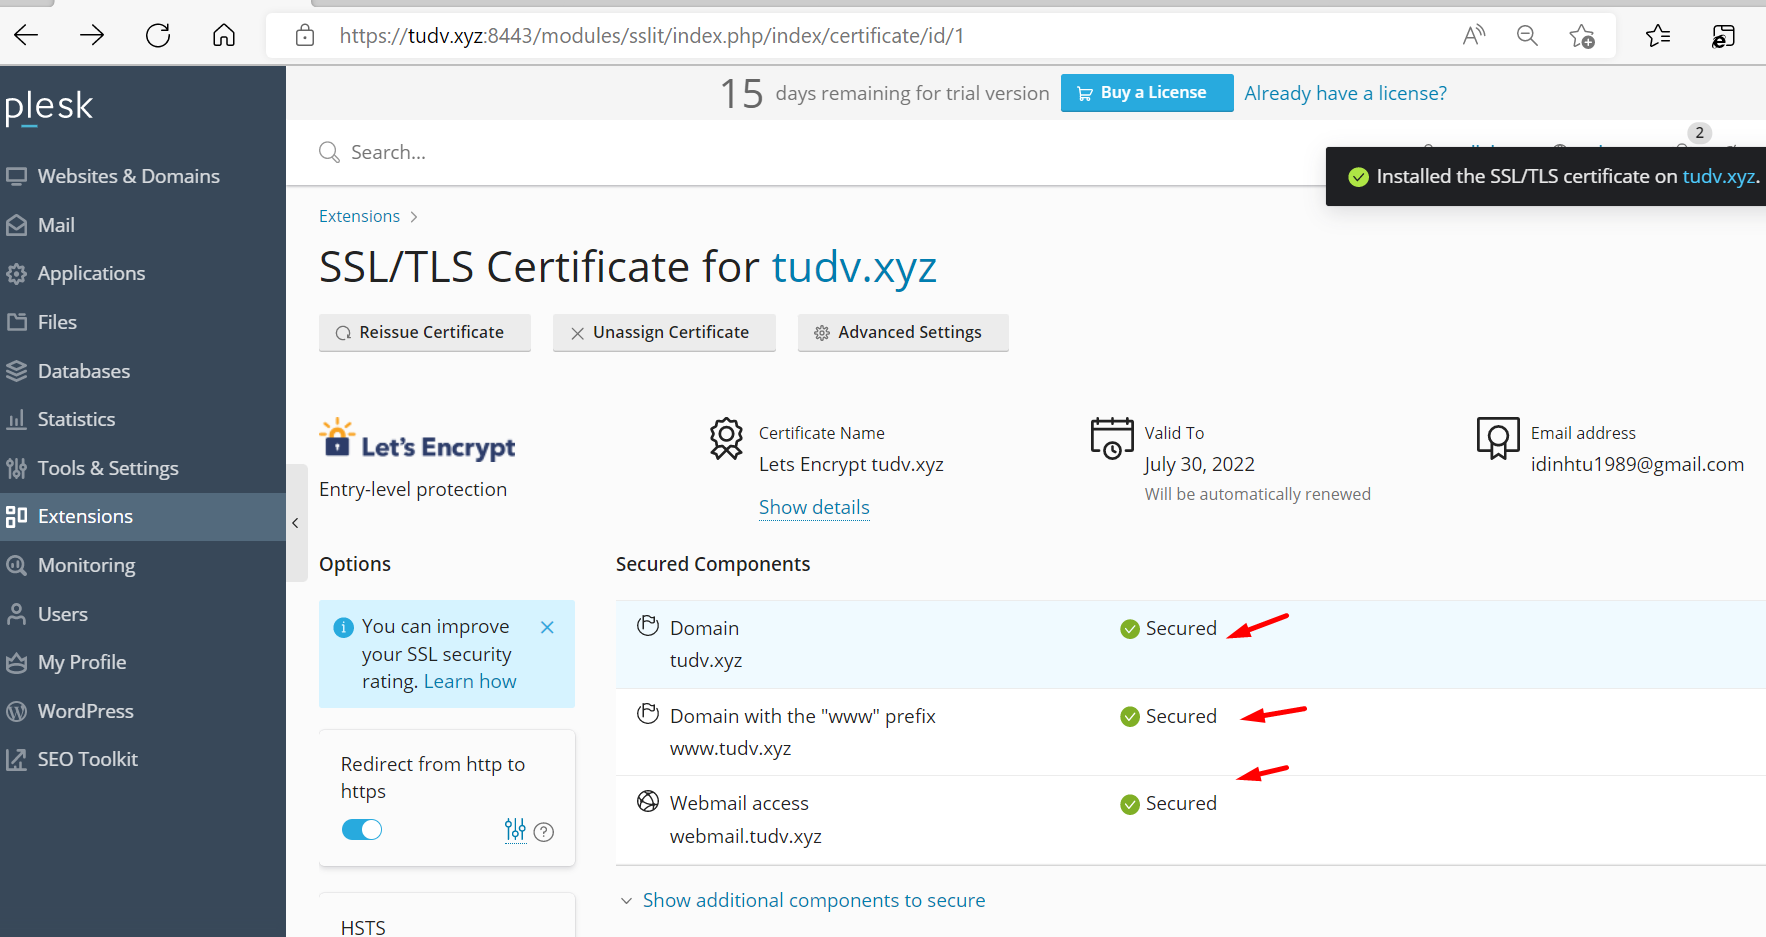 https://tudv.xyz:8443/modules/sslit/index.php/index/certificate/id/1
plesk
15 days remaining for trial version Buy a License Already have a license?
Search...
2
Installed the SSL/TLS certificate on tudv.xyz.
Websites & Domains
Mail
Applications
Files
Databases
Statistics
Tools & Settings
Extensions
Monitoring
Users
My Profile
WordPress
SEO Toolkit
Extensions
SSL/TLS Certificate for tudv.xyz
Reissue Certificate Unassign Certificate Advanced Settings
Let's Encrypt
Entry-level protection
Certificate Name
Lets Encrypt tudv.xyz
Show details
Valid To
July 30, 2022
Will be automatically renewed
Email address
idinhtu1989@gmail.com
Options
You can improve
your SSL security
rating. Learn how
Redirect from http to
https
HSTS
Secured Components
Domain Secured
tudv.xyz
Domain with the "www" prefix Secured
www.tudv.xyz
Webmail access Secured
webmail.tudv.xyz
Show additional components to secure